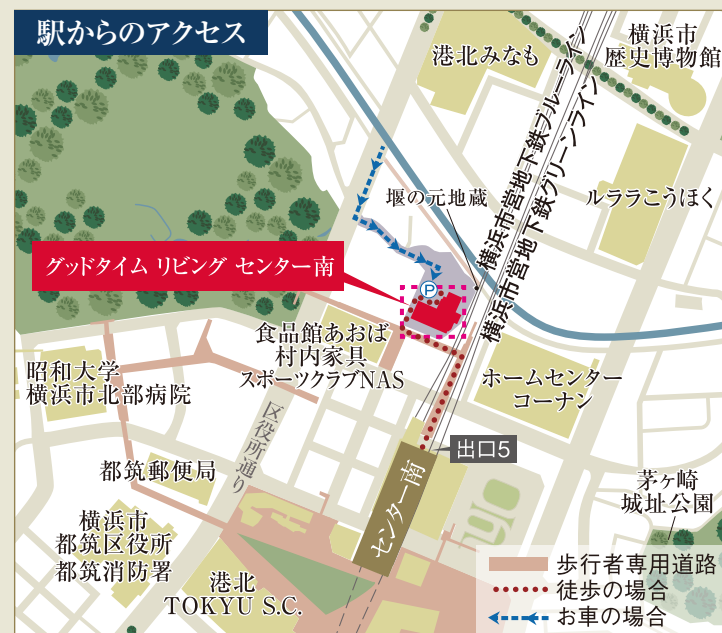 駅からのアクセス
港北みなも
横浜市
歴史博物館
横浜市営地下鉄ブルーライン
横浜市営地下鉄グリーンライン
堰の元地蔵
ルララこうほく
グッドタイム リビング センター南
P
食品館あおば
村内家具
スポーツクラブNAS
昭和大学
横浜市北部病院
ホームセンター
コーナン
区役所通り
出口5
都筑郵便局
センター南
茅ヶ崎
城址公園
横浜市
都筑区役所
都筑消防署
港北
TOKYU S.C.
歩行者専用道路
徒歩の場合
お車の場合